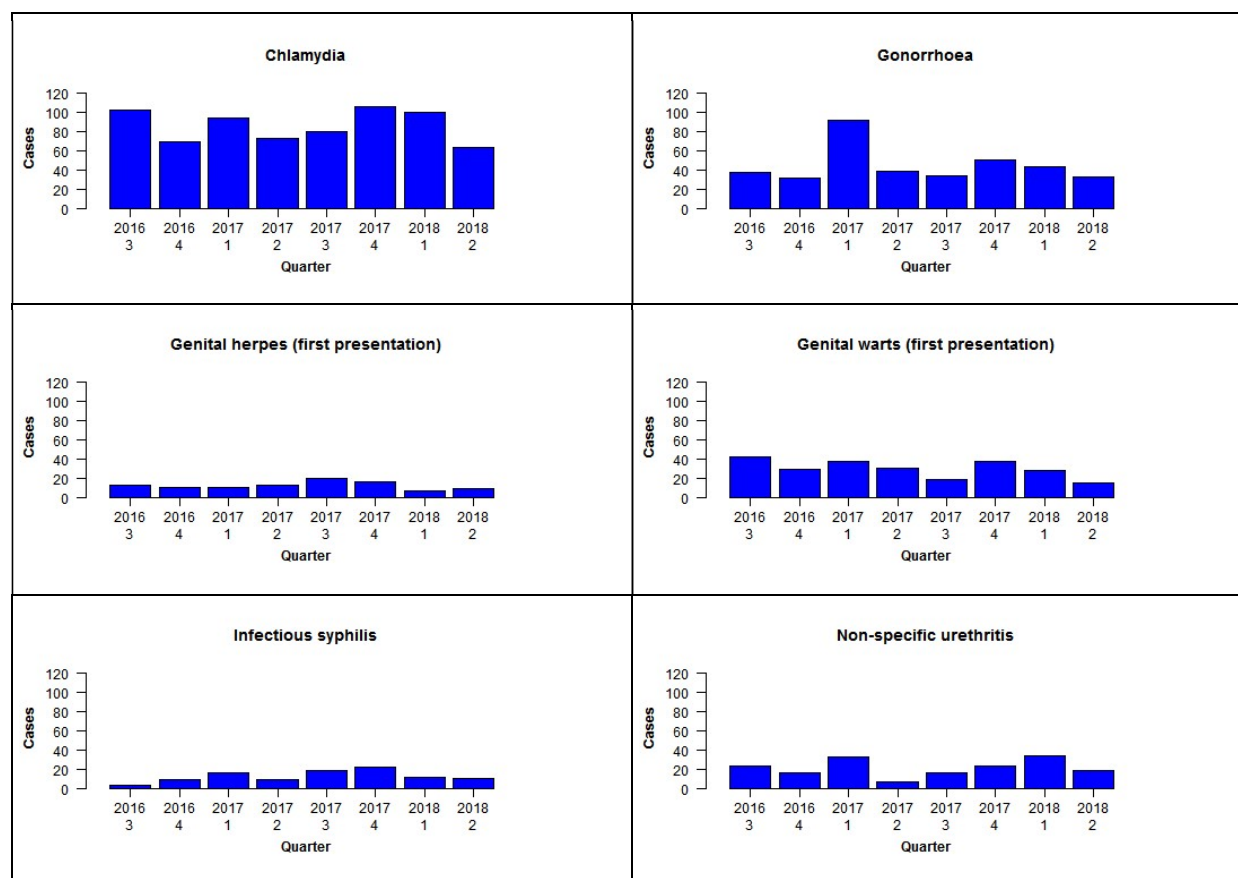 Chlamydia
Cases
120
100
80
60
40
20
0
2016 2016 2017 2017 2017 2017 2018 2018
3 4 1 2 3 4 1 2
Quarter
Gonorrhoea
Cases
120
100
80
60
40
20
0
2016 2016 2017 2017 2017 2017 2018 2018
3 4 1 2 3 4 1 2
Quarter
Genital herpes (first presentation)
Cases
120
100
80
60
40
20
0
2016 2016 2017 2017 2017 2017 2018 2018
3 4 1 2 3 4 1 2
Quarter
Genital warts (first presentation)
Cases
120
100
80
60
40
20
0
2016 2016 2017 2017 2017 2017 2018 2018
3 4 1 2 3 4 1 2
Quarter
Infectious syphilis
Cases
120
100
80
60
40
20
0
2016 2016 2017 2017 2017 2017 2018 2018
3 4 1 2 3 4 1 2
Quarter
Non-specific urethritis
Cases
120
100
80
60
40
20
0
2016 2016 2017 2017 2017 2017 2018 2018
3 4 1 2 3 4 1 2
Quarter